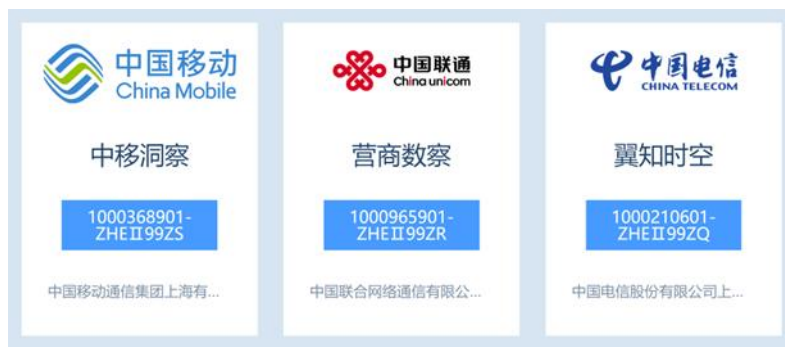 中国移动
China Mobile
中移洞察
1000368901-
ZHEⅡ99ZS
中国移动通信集团上海有...
中国联通
China unicom
营商数察
1000965901-
ZHEⅡ99ZR
中国联合网络通信有限公...
中国电信
CHINA TELECOM
翼知时空
1000210601-
ZHEⅡ99ZQ
中国电信股份有限公司上...